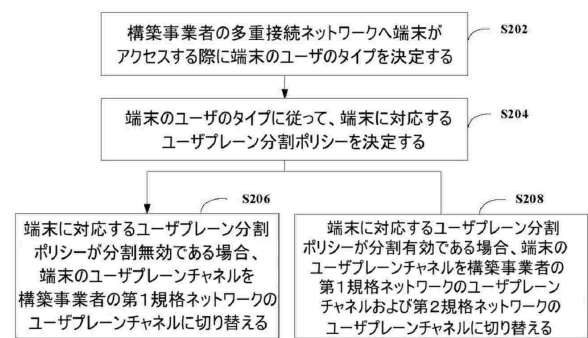 構築事業者の多重接続ネットワークへ端末が
アクセスする際に端末のユーザのタイプを決定する
S202
端末のユーザのタイプに従って、端末に対応する
ユーザプレーン分割ポリシーを決定する
S204
S206
端末に対応するユーザプレーン分割
ポリシーが分割無効である場合、
端末のユーザプレーンチャネルを
構築事業者の第1規格ネットワークの
ユーザプレーンチャネルに切り替える
S208
端末に対応するユーザプレーン分割
ポリシーが分割有効である場合、端末の
ユーザプレーンチャネルを構築事業者の
第1規格ネットワークのユーザプレーン
チャネルおよび第2規格ネットワークの
ユーザプレーンチャネルに切り替える